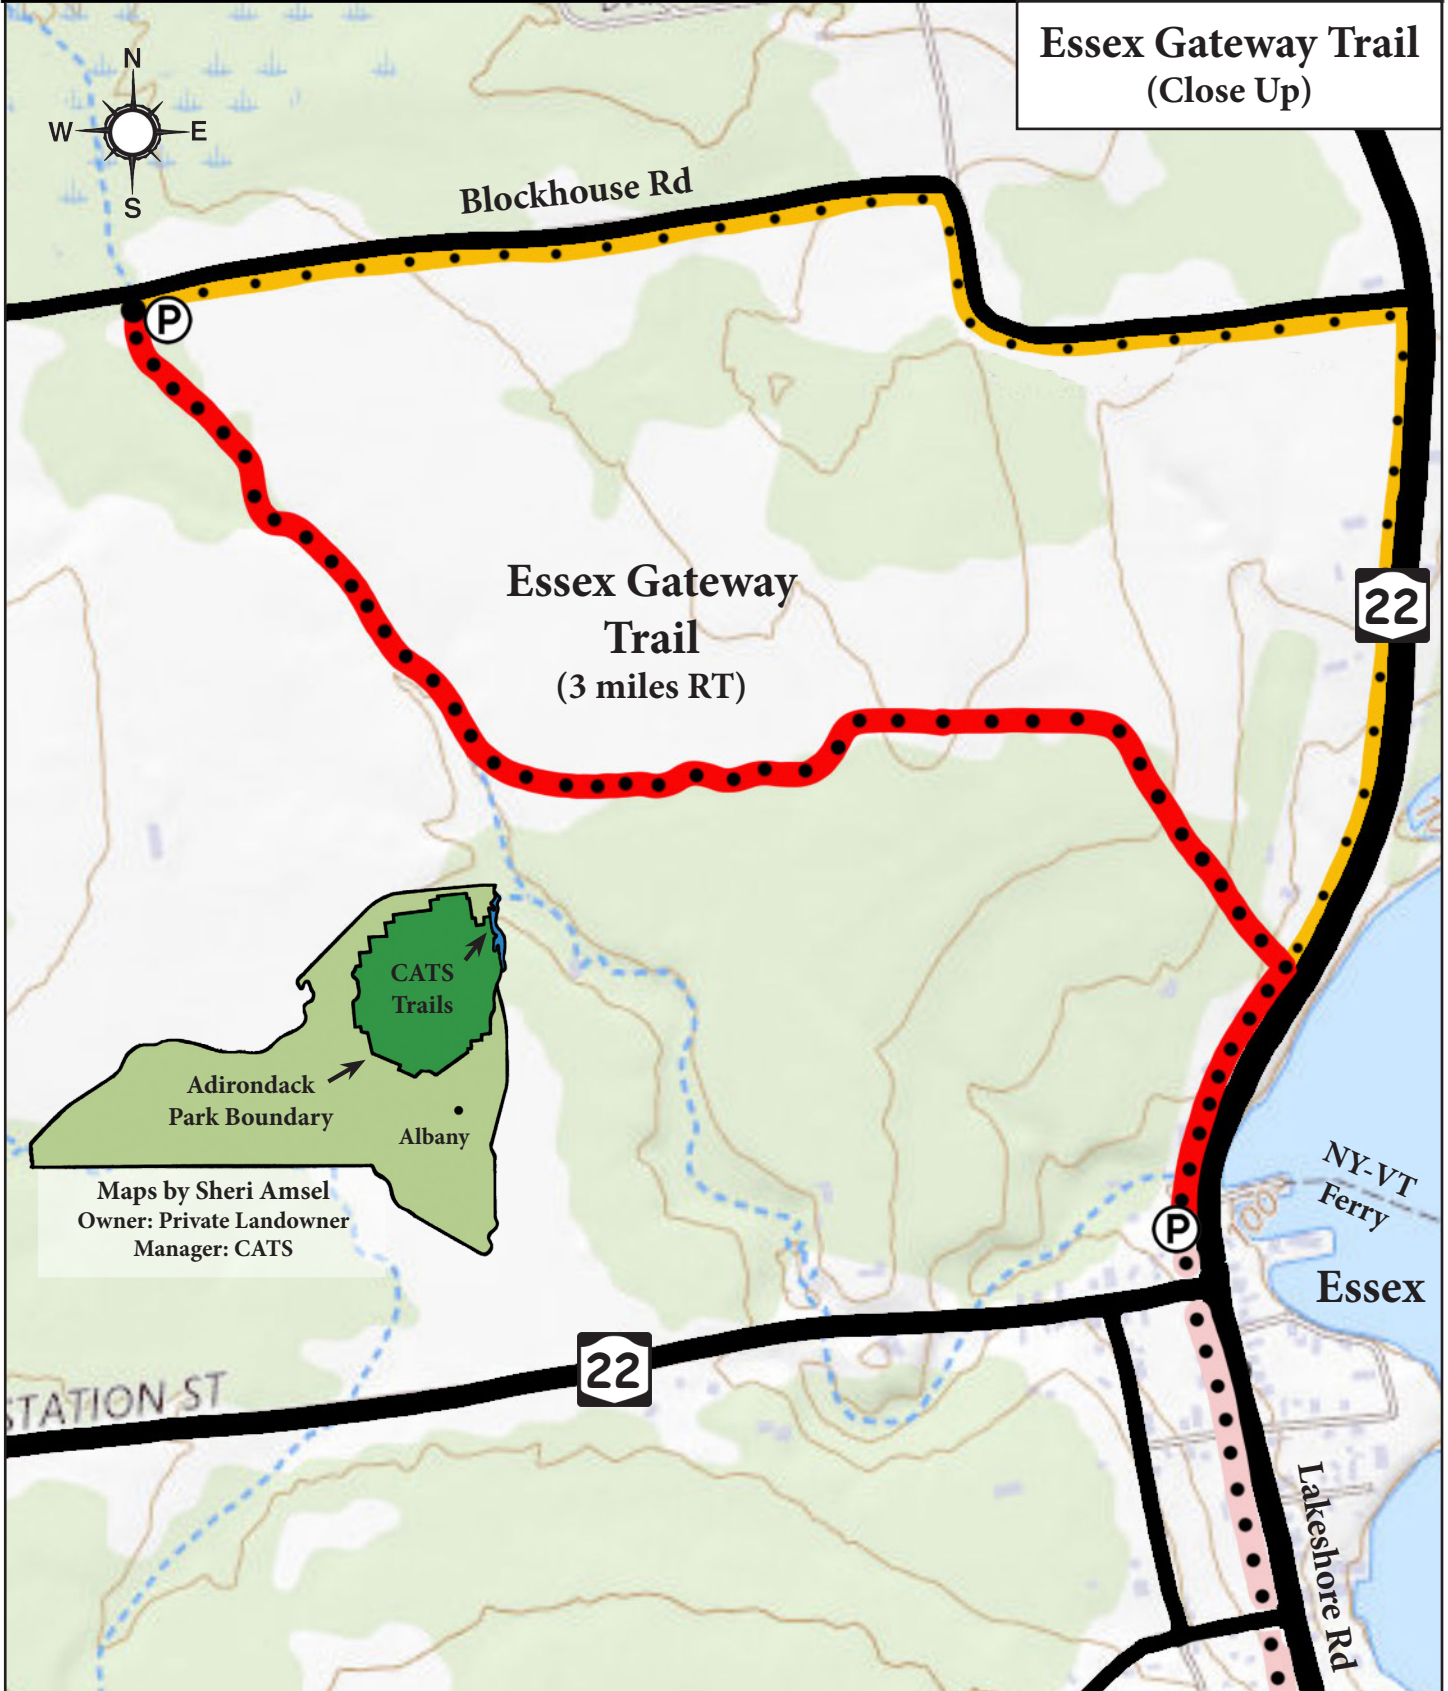 Essex Gateway Trail
(Close Up)
N
W E
S
Blockhouse Rd
P
Essex Gateway
Trail
(3 miles RT)
22
CATS
Trails
Adirondack
Park Boundary
Albany
Maps by Sheri Amsel
Owner: Private Landowner
Manager: CATS
NY-VT
Ferry
100
P
Essex
22
STATION ST
Lakeshore Rd